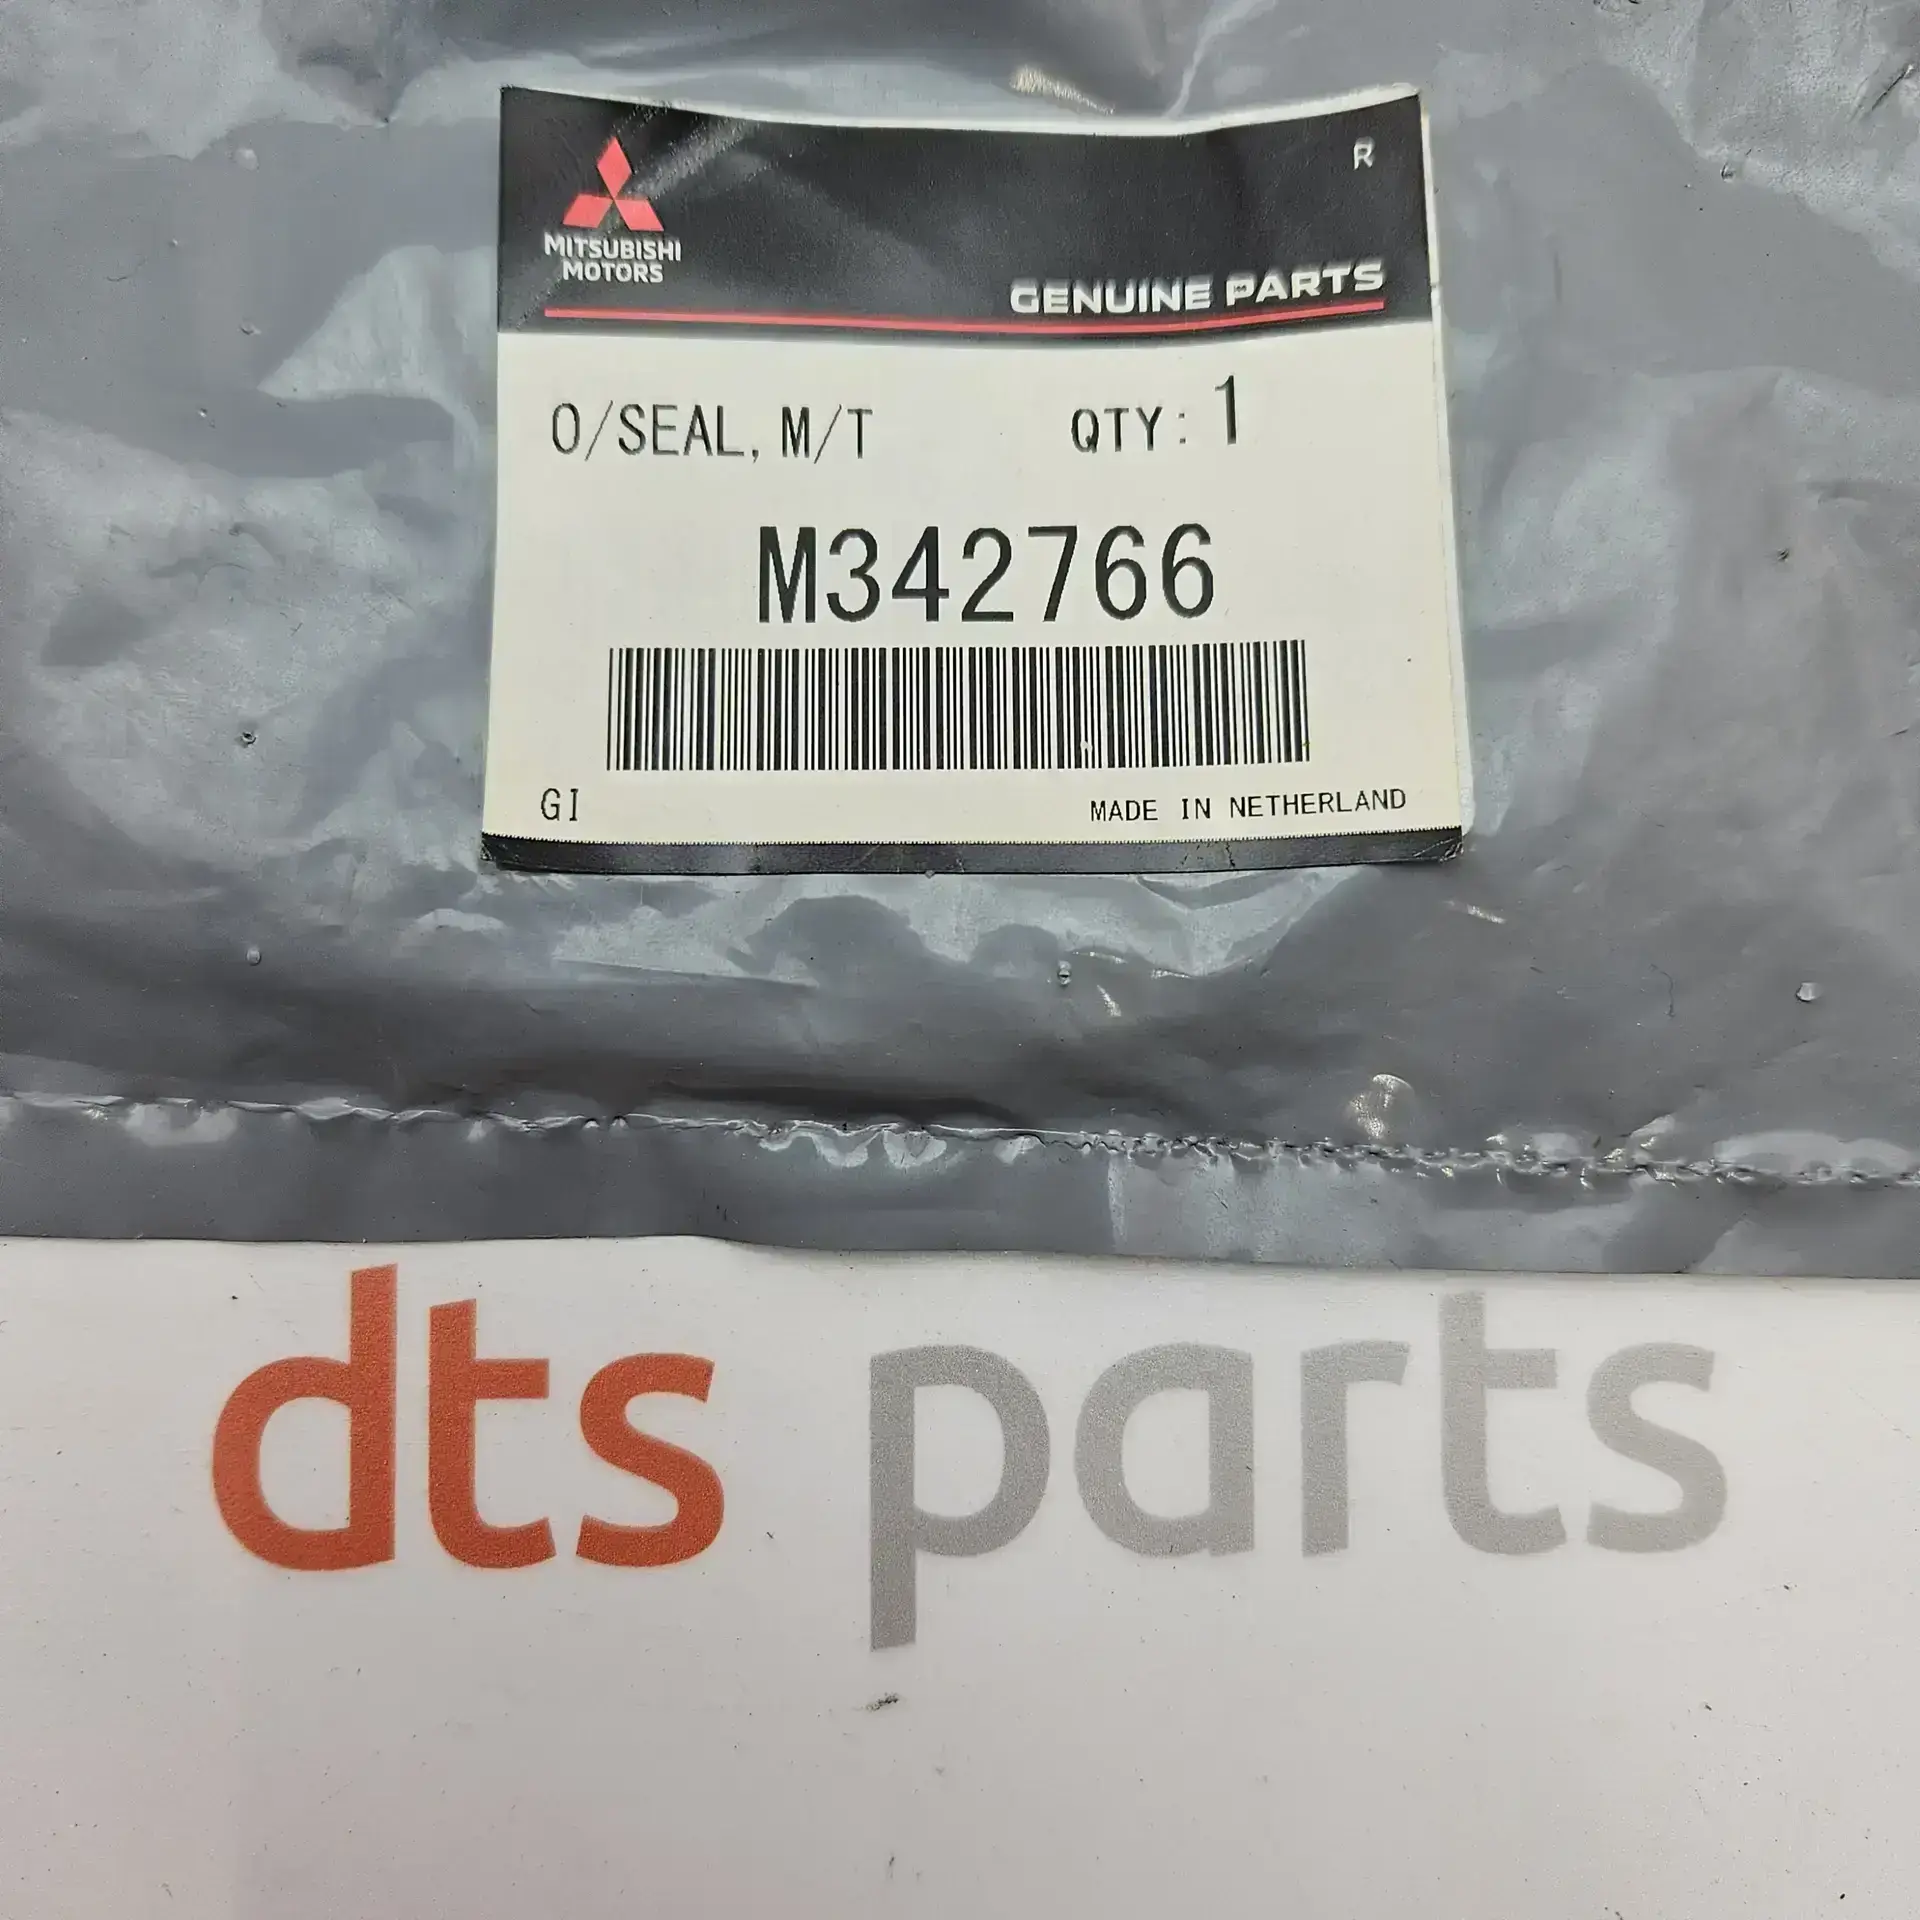 R
MITSUBISHI
MOTORS
GENUINE PARTS
O/SEAL, M/T QTY: 1
M342766
GI MADE IN NETHERLAND
dts parts